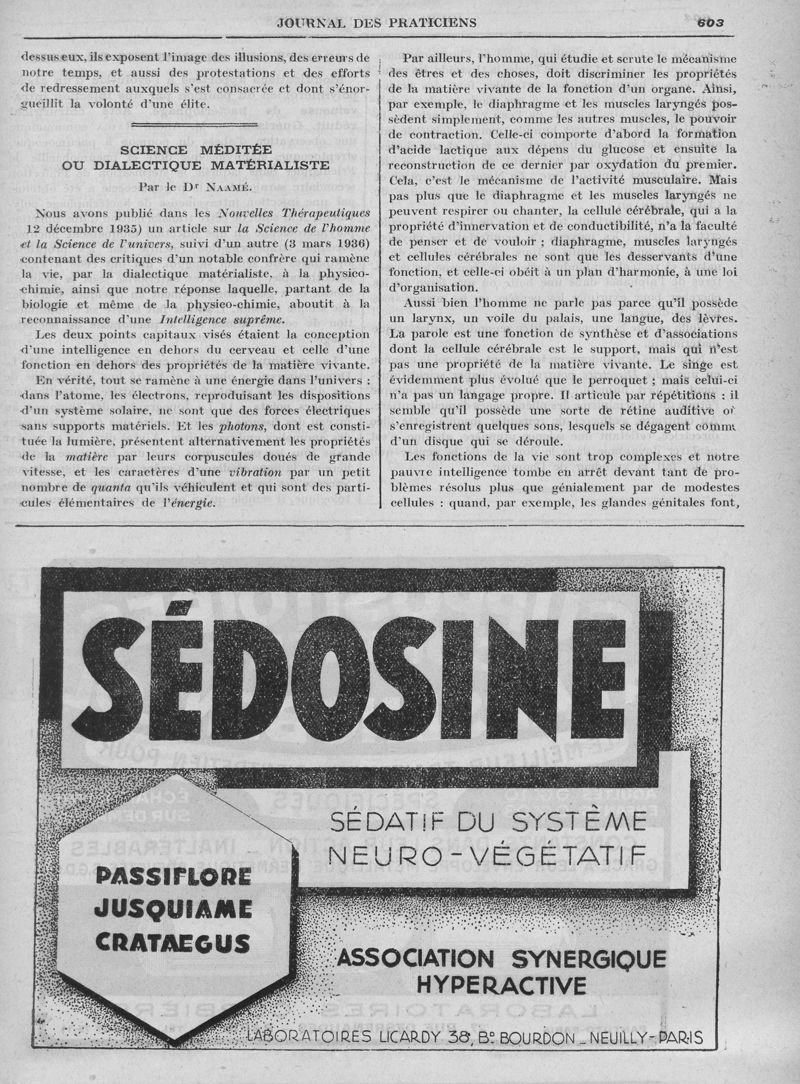 JOURNAL DES PRATICIENS 603
dessus eux, ils exposent l'image des illusions, des erreurs de
notre temps, et aussi des protestations et des efforts
de redressement auxquels s'est consacrée et dont s'énor-
gueillit la volonté d'une élite.
SCIENCE MÉDITÉE
OU DIALECTIQUE MATÉRIALISTE
Par le Dr NAAMÉ.
Nous avons publié dans les Nouvelles Thérapeutiques
12 décembre 1935) un article sur la Science de l'homme
et la Science de l'univers, suivi d'un autre (3 mars 1936)
contenant des critiques d'un notable confrère qui ramène
la vie, par la dialectique matérialiste, à la physico-
chimie, ainsi que notre réponse laquelle, partant de la
biologie et même de la physico-chimie, aboutit à la
reconnaissance d'une Intelligence suprême.
Les deux points capitaux visés étaient la conception
d'une intelligence en dehors du cerveau et celle d'une
fonction en dehors des propriétés de la matière vivante.
En vérité, tout se ramène à une énergie dans l'univers :
dans l'atome, les électrons, reproduisant les dispositions
d'un système solaire, ne sont que des forces électriques
sans supports matériels. Et les photons, dont est consti-
tuée la lumière, présentent alternativement les propriétés
de la matière par leurs corpuscules doués de grande
vitesse, et les caractères d'une vibration par un petit
nombre de quanta qu'ils véhiculent et qui sont des parti-
cules élémentaires de l'énergie.
Par ailleurs, l'homme, qui étudie et scrute le mécanisme
des êtres et des choses, doit discriminer les propriétés
de la matière vivante de la fonction d'un organe. Ainsi,
par exemple, le diaphragme et les muscles laryngés pos-
sèdent simplement, comme les autres muscles, le pouvoir
de contraction. Celle-ci comporte d'abord la formation
d'acide lactique aux dépens du glucose et ensuite la
reconstruction de ce dernier par oxydation du premier.
Cela, c'est le mécanisme de l'activité musculaire. Mais
pas plus que le diaphragme et les muscles laryngés ne
peuvent respirer ou chanter, la cellule cérébrale, qui a la
propriété d'innervation et de conductibilité, n'a la faculté
de penser et de vouloir ; diaphragme, muscles laryngés
et cellules cérébrales ne sont que les desservants d'une
fonction, et celle-ci obéit à un plan d'harmonie, à une loi
d'organisation.
Aussi bien l'homme ne parle pas parce qu'il possède
un larynx, un voile du palais, une langue, des lèvres.
La parole est une fonction de synthèse et d'associations
dont la cellule cérébrale est le support, mais qui n'est
pas une propriété de la matière vivante. Le singe est
évidemment plus évolué que le perroquet ; mais celui-ci
n'a pas un langage propre. Il articule par répétitions : il
semble qu'il possède une sorte de rétine auditive où
s'enregistrent quelques sons, lesquels se dégagent comme
d'un disque qui se déroule.
Les fonctions de la vie sont trop complexes et notre
pauvre intelligence tombe en arrêt devant tant de pro-
blèmes résolus plus que génialement par de modestes
cellules : quand, par exemple, les glandes génitales font,
SÉDOSINE
SÉDATIF DU SYSTÈME
NEURO-VÉGÉTATIF
PASSIFLORE
JUSQUIAME
CRATAEGUS
ASSOCIATION SYNERGIQUE
HYPERACTIVE
LABORATOIRES LICARDY 38, Bd BOURDON _ NEUILLY-PARIS